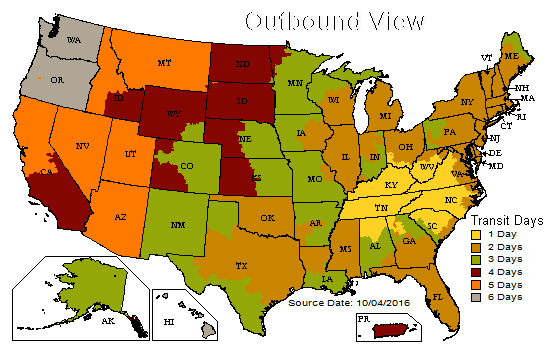 Outbound View
WA
OR
MT
ID
WY
ND
SD
MN
WI
MI
NY
VT
ME
NH
MA
RI
CT
NJ
DE
MD
PA
OH
IN
IL
IA
NE
NV
UT
CA
CO
KS
MO
KY
WV
VA
NC
TN
SC
AZ
NM
OK
AR
TX
LA
MS
AL
GA
FL
AK
HI
PR
Transit Days
1 Day
2 Days
3 Days
4 Days
5 Days
6 Days
Source Date: 10/04/2016